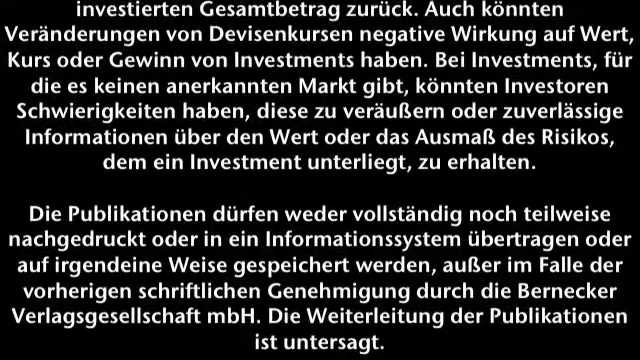 investierten Gesamtbetrag zurück. Auch könnten
Veränderungen von Devisenkursen negative Wirkung auf Wert,
Kurs oder Gewinn von Investments haben. Bei Investments, für
die es keinen anerkannten Markt gibt, könnten Investoren
Schwierigkeiten haben, diese zu veräußern oder zuverlässige
Informationen über den Wert oder das Ausmaß des Risikos,
dem ein Investment unterliegt, zu erhalten.
Die Publikationen dürfen weder vollständig noch teilweise
nachgedruckt oder in ein Informationssystem übertragen oder
auf irgendeine Weise gespeichert werden, außer im Falle der
vorherigen schriftlichen Genehmigung durch die Bernecker
Verlagsgesellschaft mbH. Die Weiterleitung der Publikationen
ist untersagt.